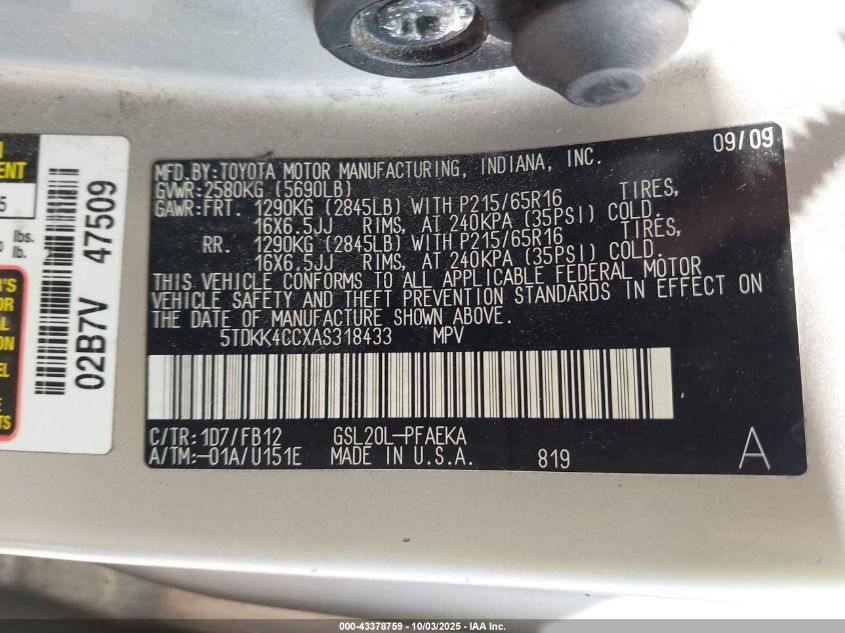 09/09
MFD.BY:TOYOTA MOTOR MANUFACTURING, INDIANA, INC.
GVWR:2580KG (5690LB)
GAWR:FRT. 1290KG (2845LB) WITH P215/65R16 TIRES,
16X6.5JJ RIMS, AT 240KPA (35PSI) COLD.
RR. 1290KG (2845LB) WITH P215/65R16 TIRES,
16X6.5JJ RIMS, AT 240KPA (35PSI) COLD.
THIS VEHICLE CONFORMS TO ALL APPLICABLE FEDERAL MOTOR
VEHICLE SAFETY AND THEFT PREVENTION STANDARDS IN EFFECT ON
THE DATE OF MANUFACTURE SHOWN ABOVE.
5TDKK4CCXAS318433 MPV
C/TR:1D7/FB12 GSL20L-PFAEKA
A/TM:-01A/U151E MADE IN U.S.A. 819 A
02B7V 47509
lbs.
lb.
000-43378759 - 10/03/2025 - IAA Inc.